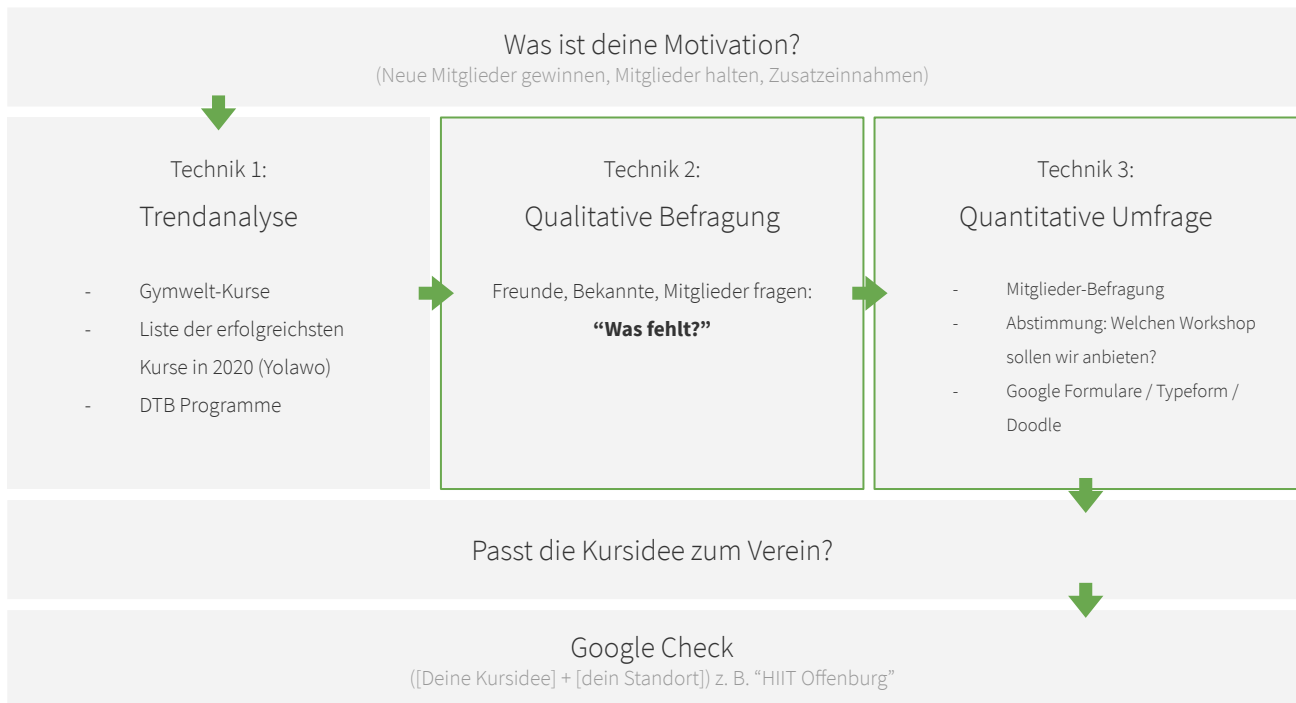 Was ist deine Motivation?
(Neue Mitglieder gewinnen, Mitglieder halten, Zusatzeinnahmen)
Technik 1:
Trendanalyse
- Gymwelt-Kurse
- Liste der erfolgreichsten
Kurse in 2020 (Yolawo)
- DTB Programme
Technik 2:
Qualitative Befragung
Freunde, Bekannte, Mitglieder fragen:
“Was fehlt?”
Technik 3:
Quantitative Umfrage
- Mitglieder-Befragung
- Abstimmung: Welchen Workshop
sollen wir anbieten?
- Google Formulare / Typeform /
Doodle
Passt die Kursidee zum Verein?
Google Check
([Deine Kursidee] + [dein Standort]) z. B. “HIIT Offenburg”